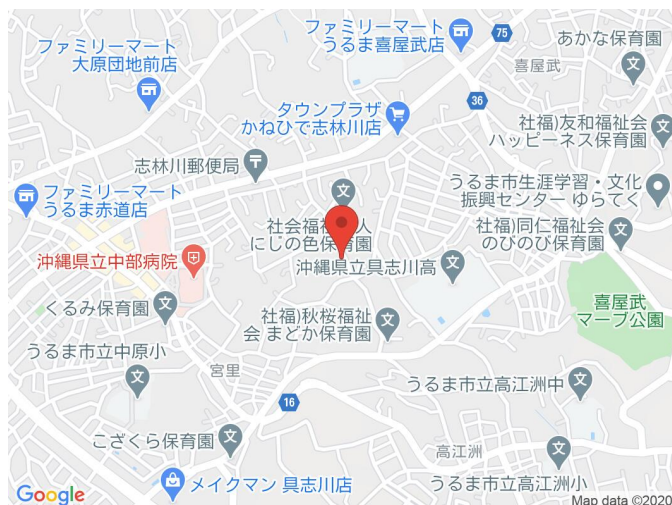 ファミリーマート
うるま喜屋武店
75
あかな保育園
ファミリーマート
大原団地前店
喜屋武
36
タウンプラザ
かねひで志林川店
社福)友和福祉会
ハッピーネス保育園
志林川郵便局
うるま市生涯学習・文化
振興センター ゆらてく
ファミリーマート
うるま赤道店
社会福
人
にじの色保育園
社福)同仁福祉会
のびのび保育園
沖縄県立中部病院
沖縄県立具志川高
くるみ保育園
喜屋武
マーブ公園
社福)秋桜福祉
会 まどか保育園
うるま市立中原小
宮里
うるま市立高江洲中
16
こざくら保育園
高江洲
メイクマン 具志川店
うるま市立高江洲小
Google
Map data ©2020